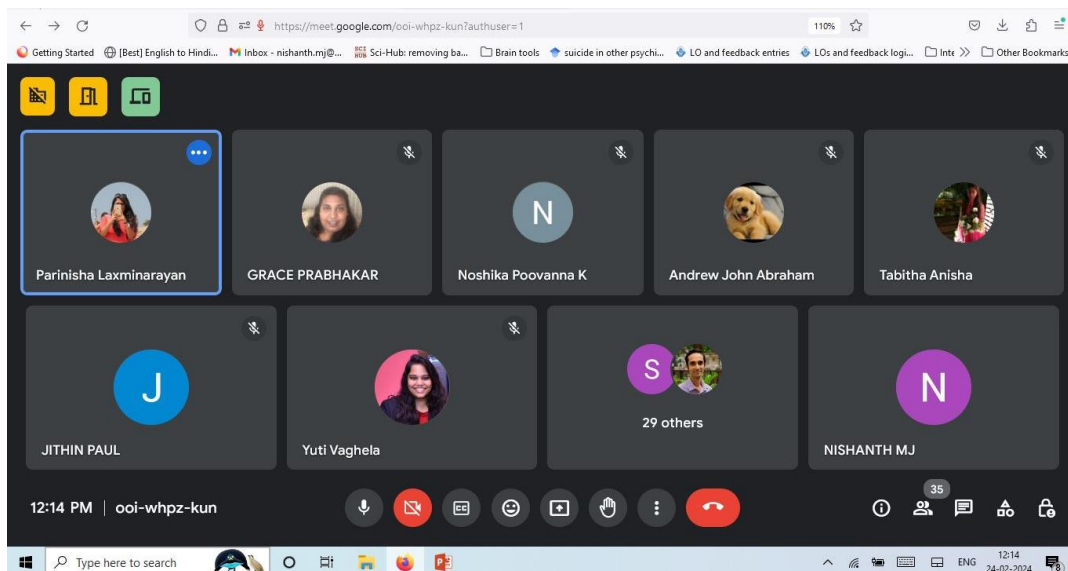 https://meet.google.com/ooi-whpz-kun?authuser=1 110%
Getting Started [Best] English to Hindi... Inbox - nishanth.mj@... SCI HUB Sci-Hub: removing ba... Brain tools suicide in other psychi... LO and feedback entries LOs and feedback logi... Inte Other Bookmarks
Parinisha Laxminarayan GRACE PRABHAKAR Noshika Poovanna K Andrew John Abraham Tabitha Anisha
N
J S N
29 others
JITHIN PAUL Yuti Vaghela NISHANTH MJ
35
12:14 PM | ooi-whpz-kun
Type here to search ENG 12:14
24-02-2024